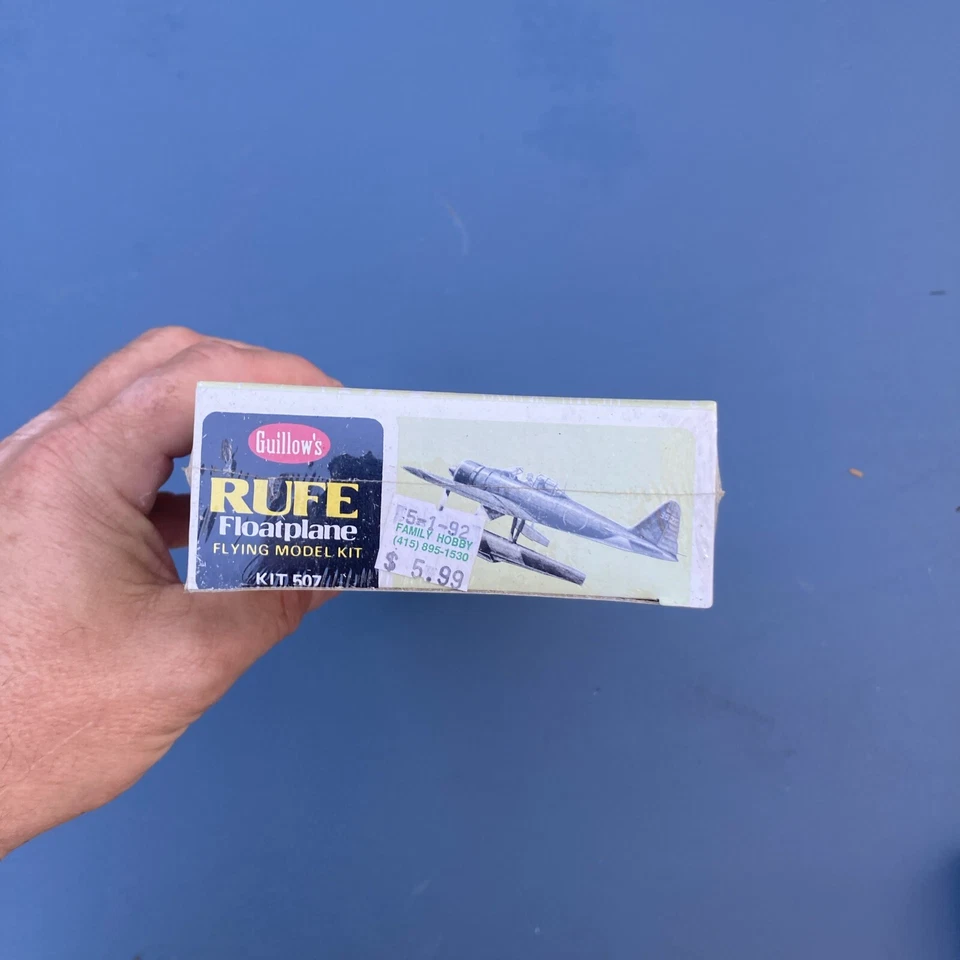 Guillow's
RUFE
Floatplane
FLYING MODEL KIT
KIT 507
5-1-92
FAMILY HOBBY
(415) 895-1530
$ 5.99